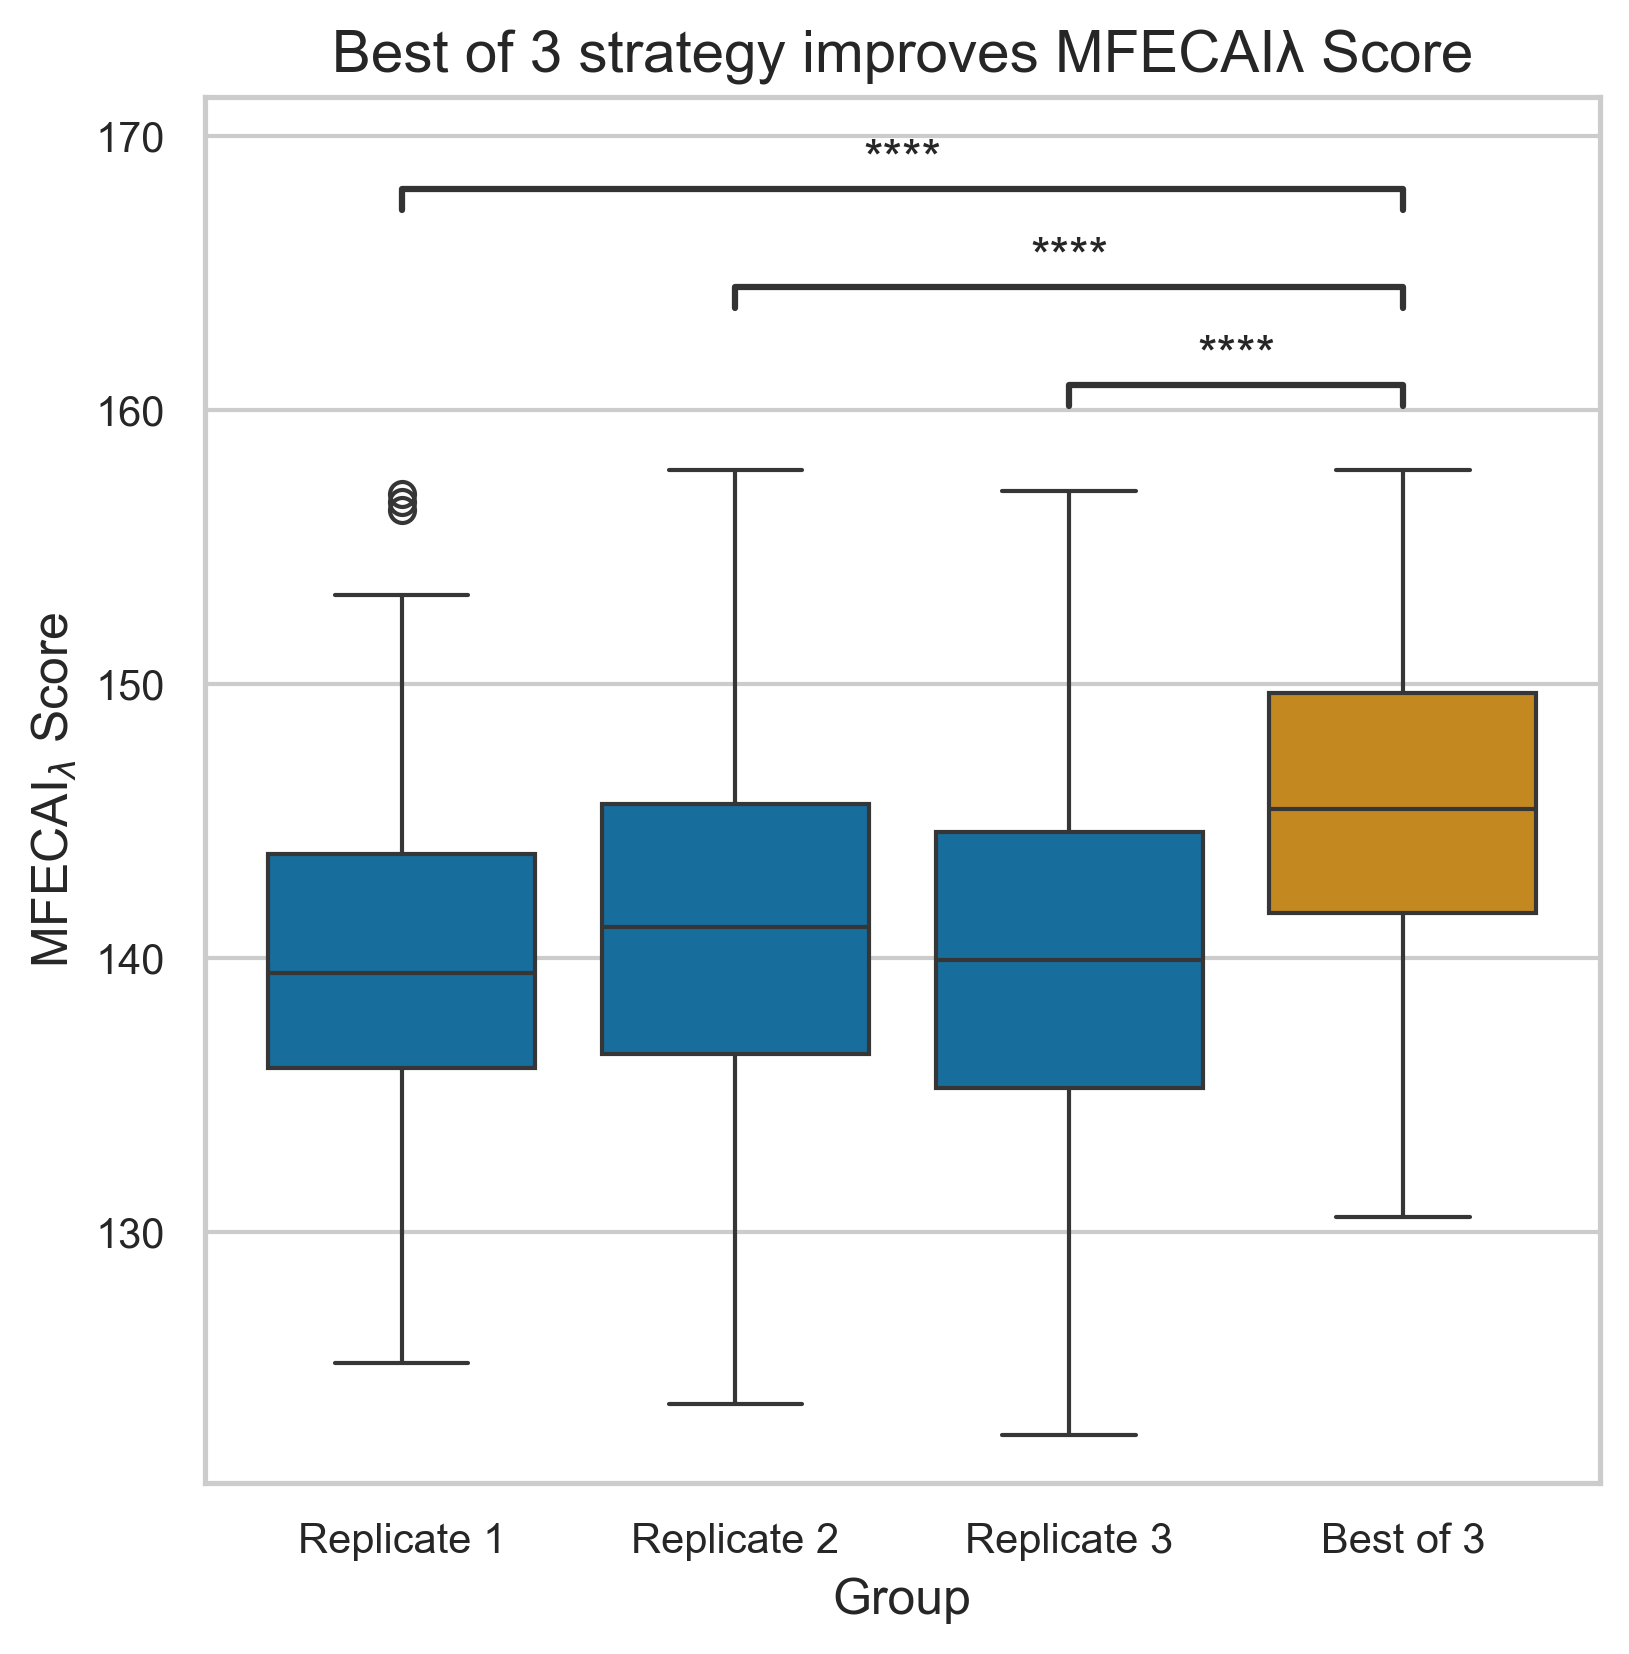 Best of 3 strategy improves MFECAIλ Score
170
160
150
140
130
****
****
****
MFECAIλ Score
Replicate 1
Replicate 2
Replicate 3
Best of 3
Group